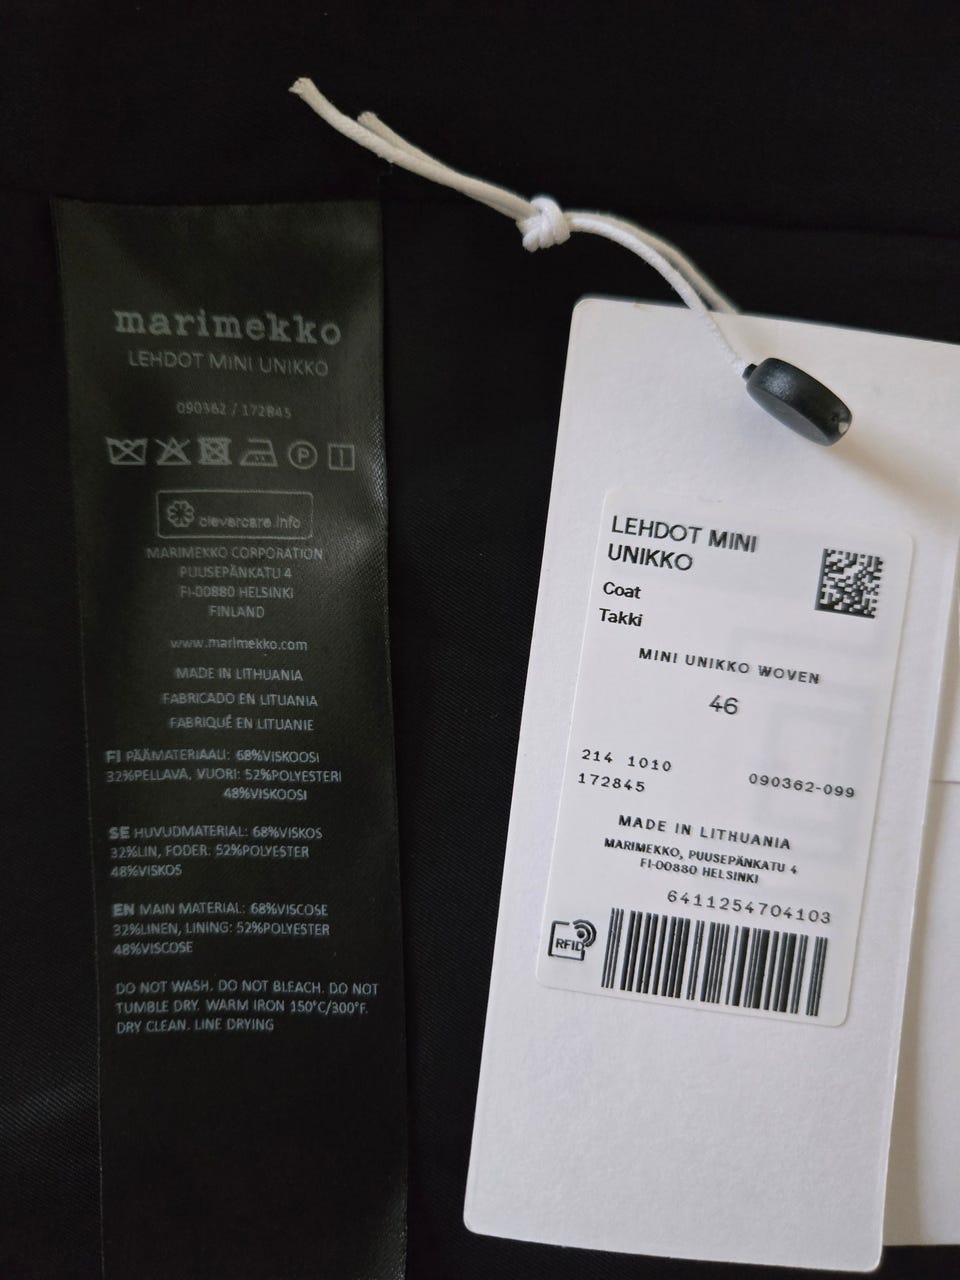 marimekko
LEHDOT MINI UNIKKO
090362 / 172845
P
clevercare.info
MARIMEKKO CORPORATION
PUUSEPÄNKATU 4
FI-00880 HELSINKI
FINLAND
www.marimekko.com
MADE IN LITHUANIA
FABRICADO EN LITUANIA
FABRIQUÉ EN LITUANIE
FI PÄÄMATERIAALI: 68%VISKOOSI
32%PELLAVA, VUORI: 52%POLYESTERI
48%VISKOOSI
SE HUVUDMATERIAL: 68%VISKOS
32%LIN, FODER: 52%POLYESTER
48%VISKOS
EN MAIN MATERIAL: 68%VISCOSE
32%LINEN, LINING: 52%POLYESTER
48%VISCOSE
DO NOT WASH. DO NOT BLEACH. DO NOT
TUMBLE DRY. WARM IRON 150°C/300°F.
DRY CLEAN. LINE DRYING
LEHDOT MINI
UNIKKO
Coat
Takki
MINI UNIKKO WOVEN
46
214 1010
172845
090362-099
MADE IN LITHUANIA
MARIMEKKO, PUUSEPÄNKATU 4
FI-00880 HELSINKI
6411254704103
RFID